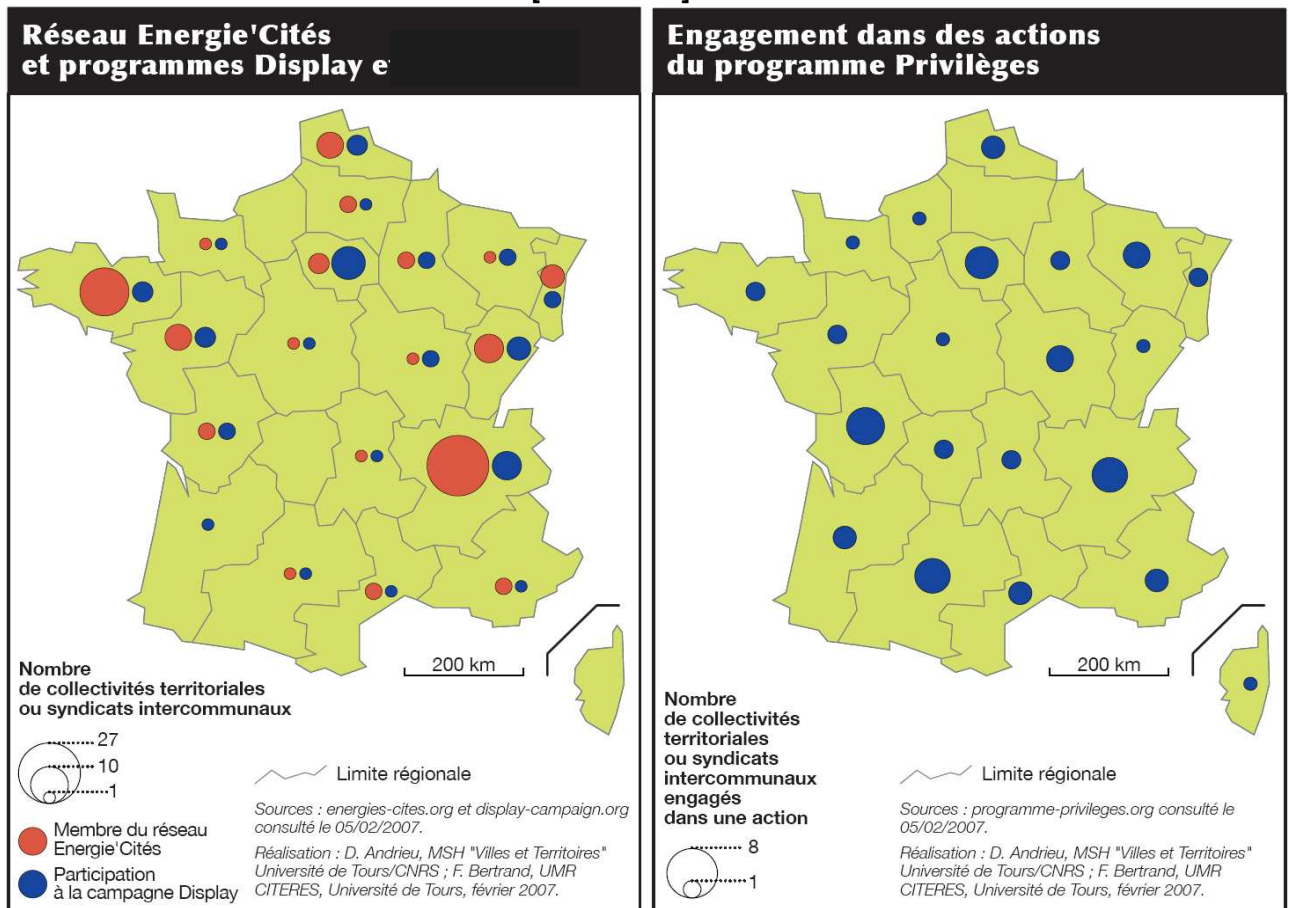 Réseau Energie'Cités
et programmes Display et
Nombre
de collectivités territoriales
ou syndicats intercommunaux
27
10
1
Membre du réseau
Energie'Cités
Participation
à la campagne Display
200 km
Limite régionale
Sources : energies-cites.org et display-campaign.org
consulté le 05/02/2007.
Réalisation : D. Andrieu, MSH "Villes et Territoires"
Université de Tours/CNRS ; F. Bertrand, UMR
CITERES, Université de Tours, février 2007.
Engagement dans des actions
du programme Privilèges
Nombre
de collectivités
territoriales
ou syndicats
intercommunaux
engagés
dans une action
8
1
200 km
Limite régionale
Sources : programme-privileges.org consulté le
05/02/2007.
Réalisation : D. Andrieu, MSH "Villes et Territoires"
Université de Tours/CNRS ; F. Bertrand, UMR
CITERES, Université de Tours, février 2007.